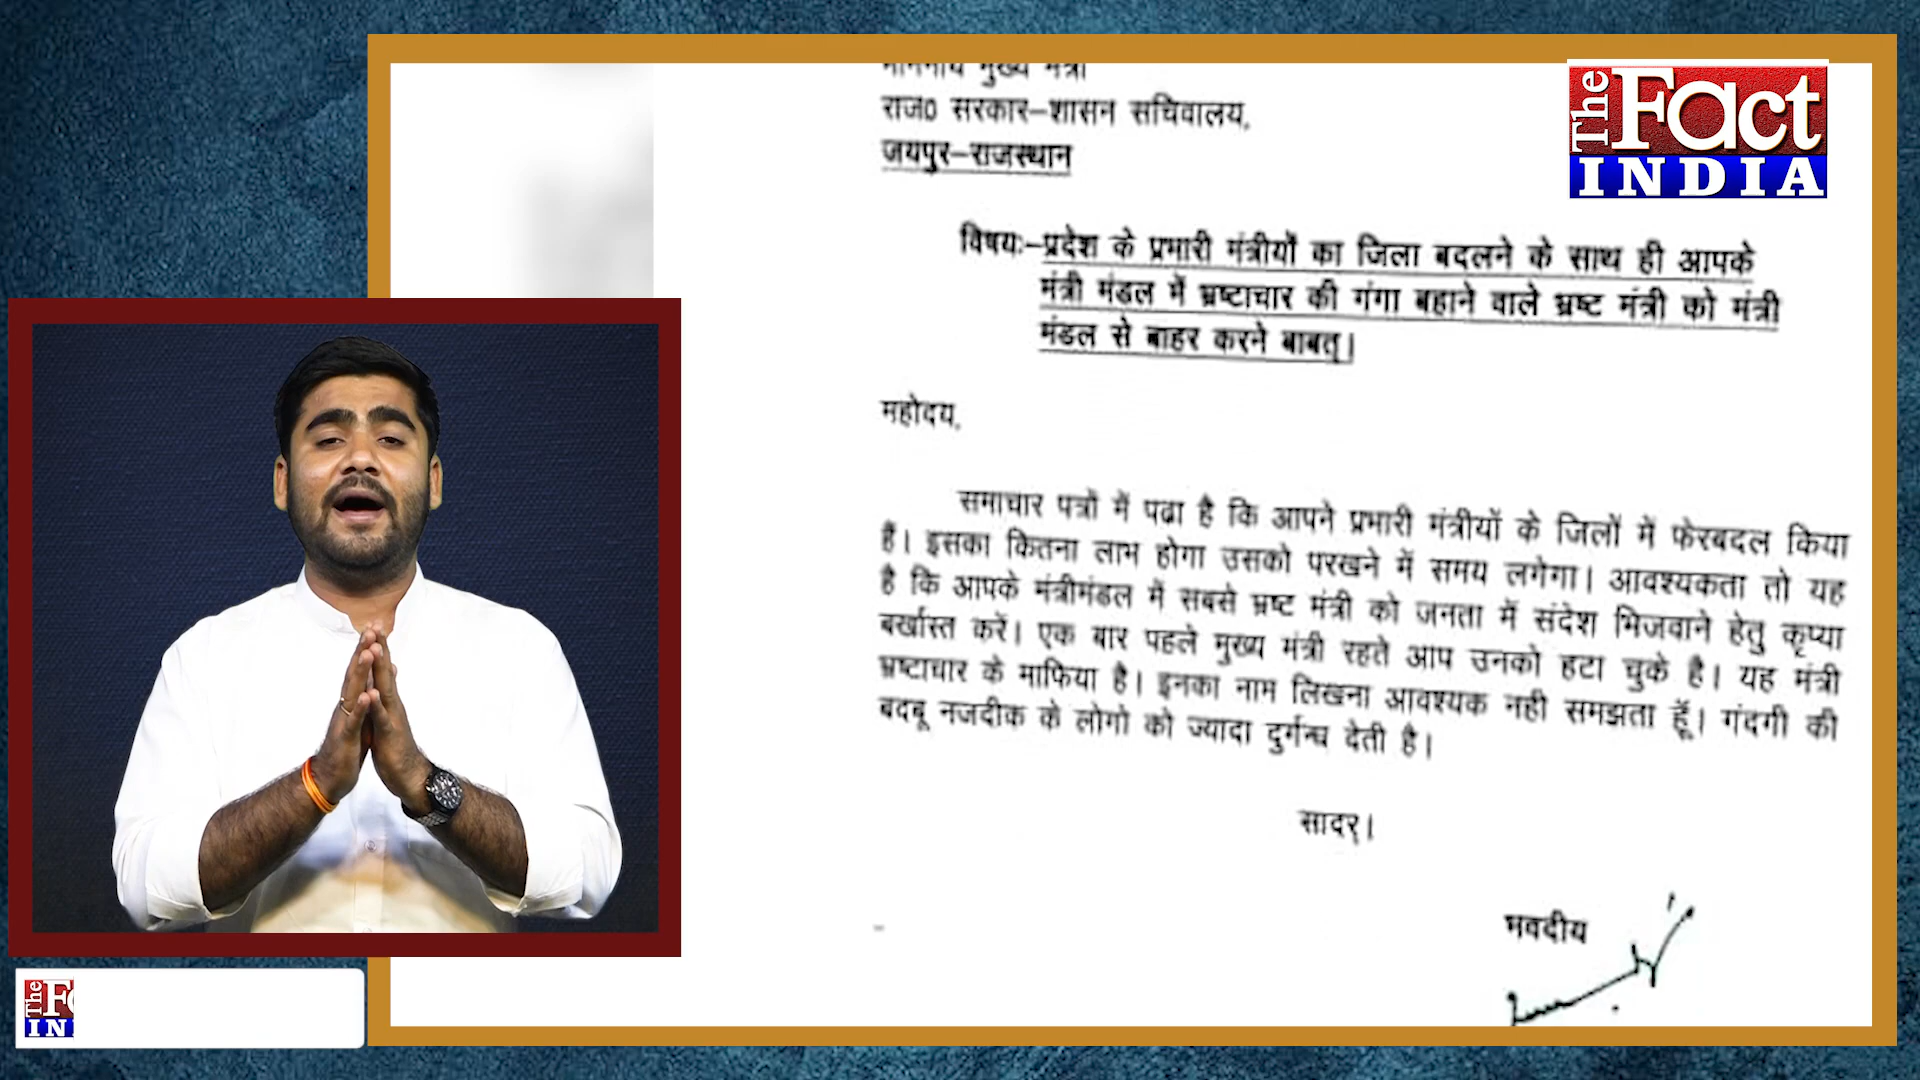 माननीय मुख्य मंत्री
राज0 सरकार–शासन सचिवालय,
जयपुर–राजस्थान
The Fact
INDIA
विषयः–प्रदेश के प्रभारी मंत्रीयों का जिला बदलने के साथ ही आपके
मंत्री मंडल में भ्रष्टाचार की गंगा बहाने वाले भ्रष्ट मंत्री को मंत्री
मंडल से बाहर करने बाबत्।
महोदय,
समाचार पत्रों में पढा है कि आपने प्रभारी मंत्रीयों के जिलों में फेरबदल किया
हैं। इसका कितना लाभ होगा उसको परखने में समय लगेगा। आवश्यकता तो यह
है कि आपके मंत्रीमंडल में सबसे भ्रष्ट मंत्री को जनता में संदेश भिजवाने हेतु कृप्या
बर्खास्त करें। एक बार पहले मुख्य मंत्री रहते आप उनको हटा चुके है। यह मंत्री
भ्रष्टाचार के माफिया है। इनका नाम लिखना आवश्यक नही समझता हूॅं। गंदगी की
बदबू नजदीक के लोगो को ज्यादा दुर्गन्ध देती है।
सादर्।
भवदीय
The F
IN